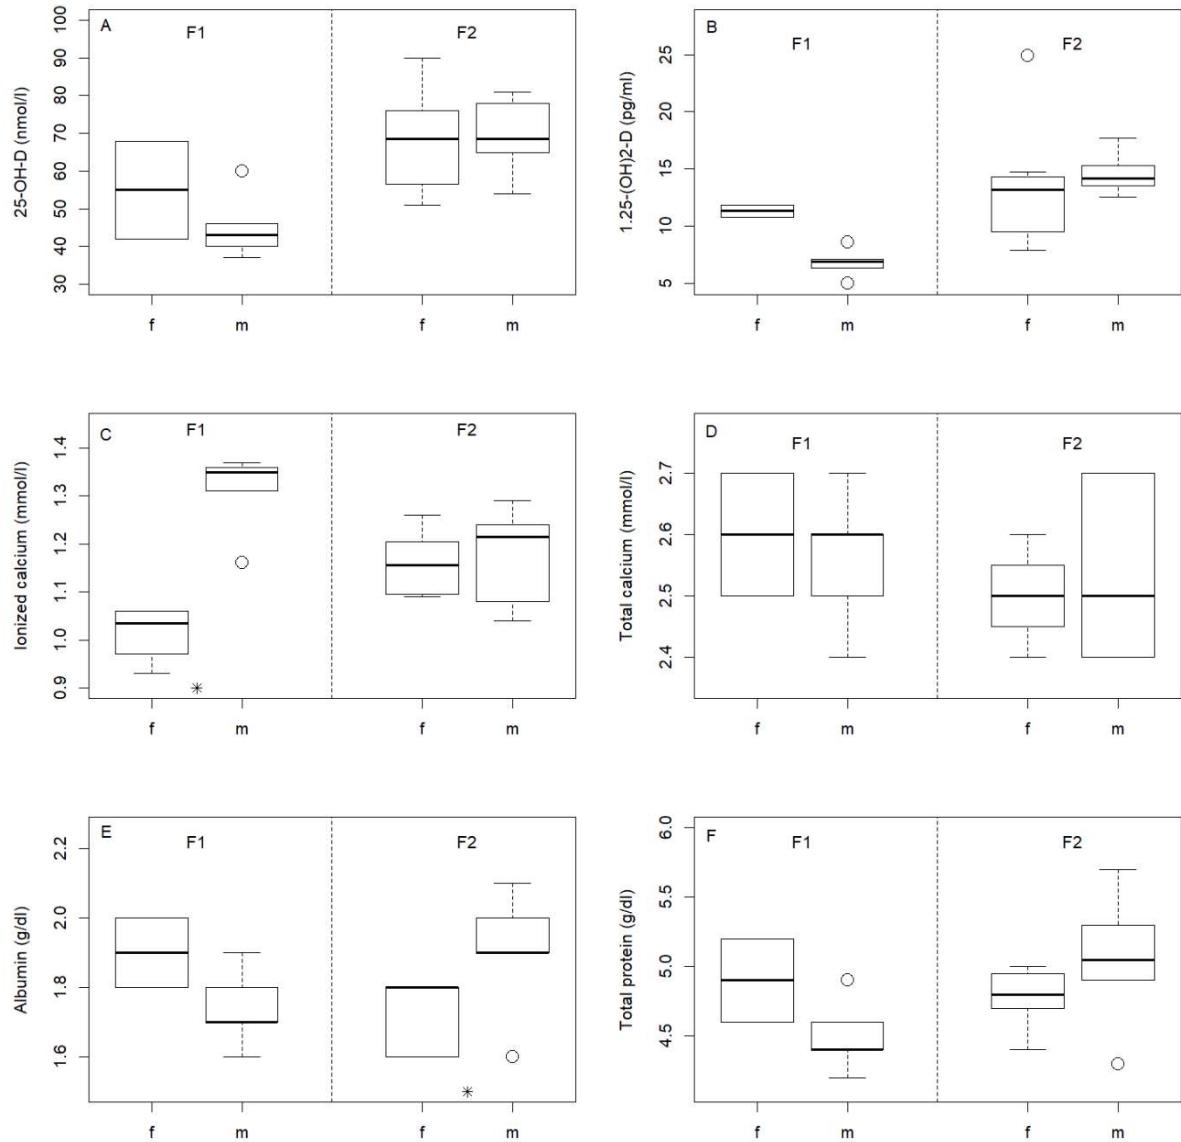 A
F1
F2
25-OH-D (nmol/l)
100
90
80
70
60
50
40
30
f
m
f
m
B
F1
F2
1.25-(OH)2-D (pg/ml)
25
20
15
10
5
f
m
f
m
C
F1
F2
Ionized calcium (mmol/l)
1.4
1.3
1.2
1.1
1.0
0.9
*
f
m
f
m
D
F1
F2
Total calcium (mmol/l)
2.7
2.6
2.5
2.4
f
m
f
m
E
F1
F2
Albumin (g/dl)
2.2
2.0
1.8
1.6
*
f
m
f
m
F
F1
F2
Total protein (g/dl)
6.0
5.5
5.0
4.5
f
m
f
m